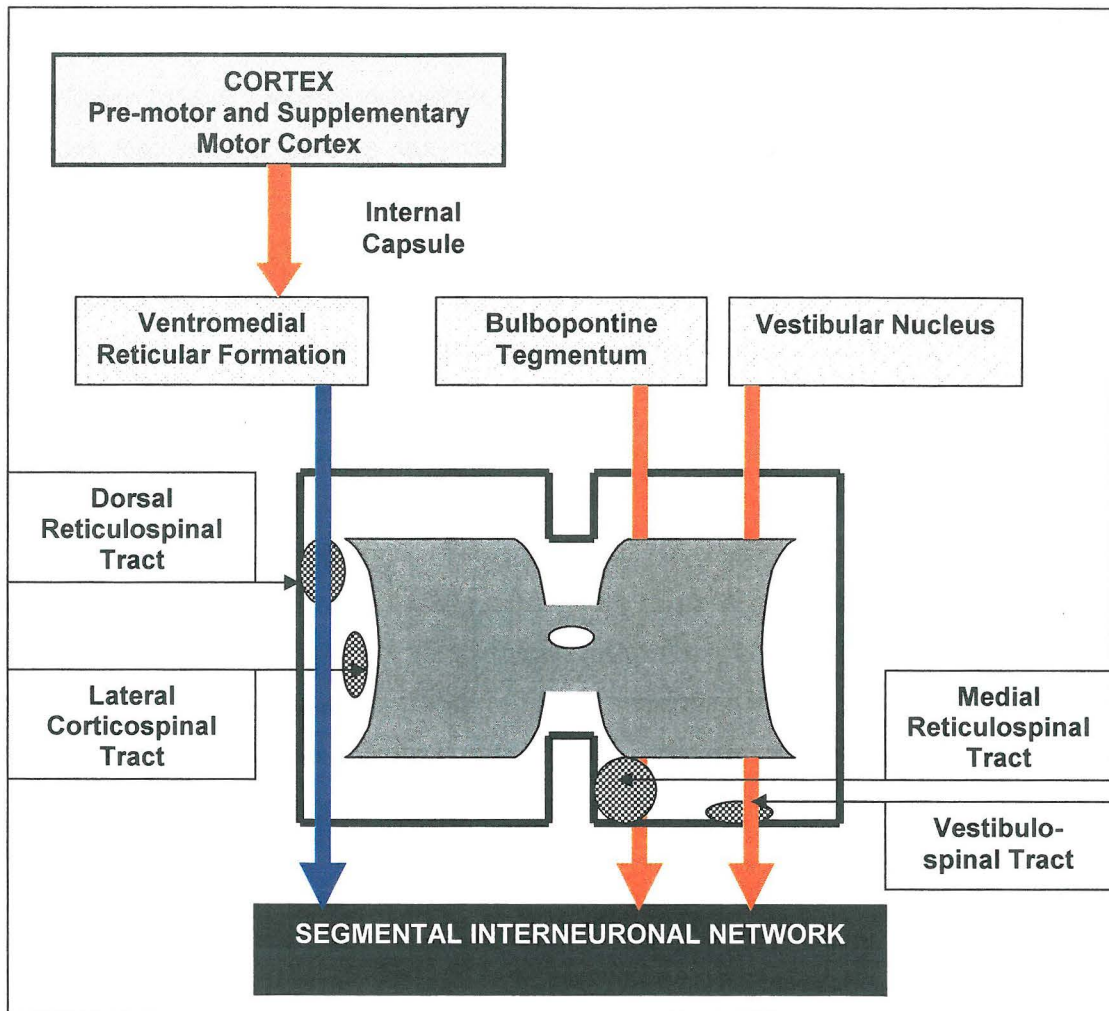 CORTEX
Pre-motor and Supplementary
Motor Cortex
Internal
Capsule
Ventromedial
Reticular Formation
Bulbopontine
Tegmentum
Vestibular Nucleus
Dorsal
Reticulospinal
Tract
Lateral
Corticospinal
Tract
Medial
Reticulospinal
Tract
Vestibulo-
spinal Tract
SEGMENTAL INTERNEURONAL NETWORK